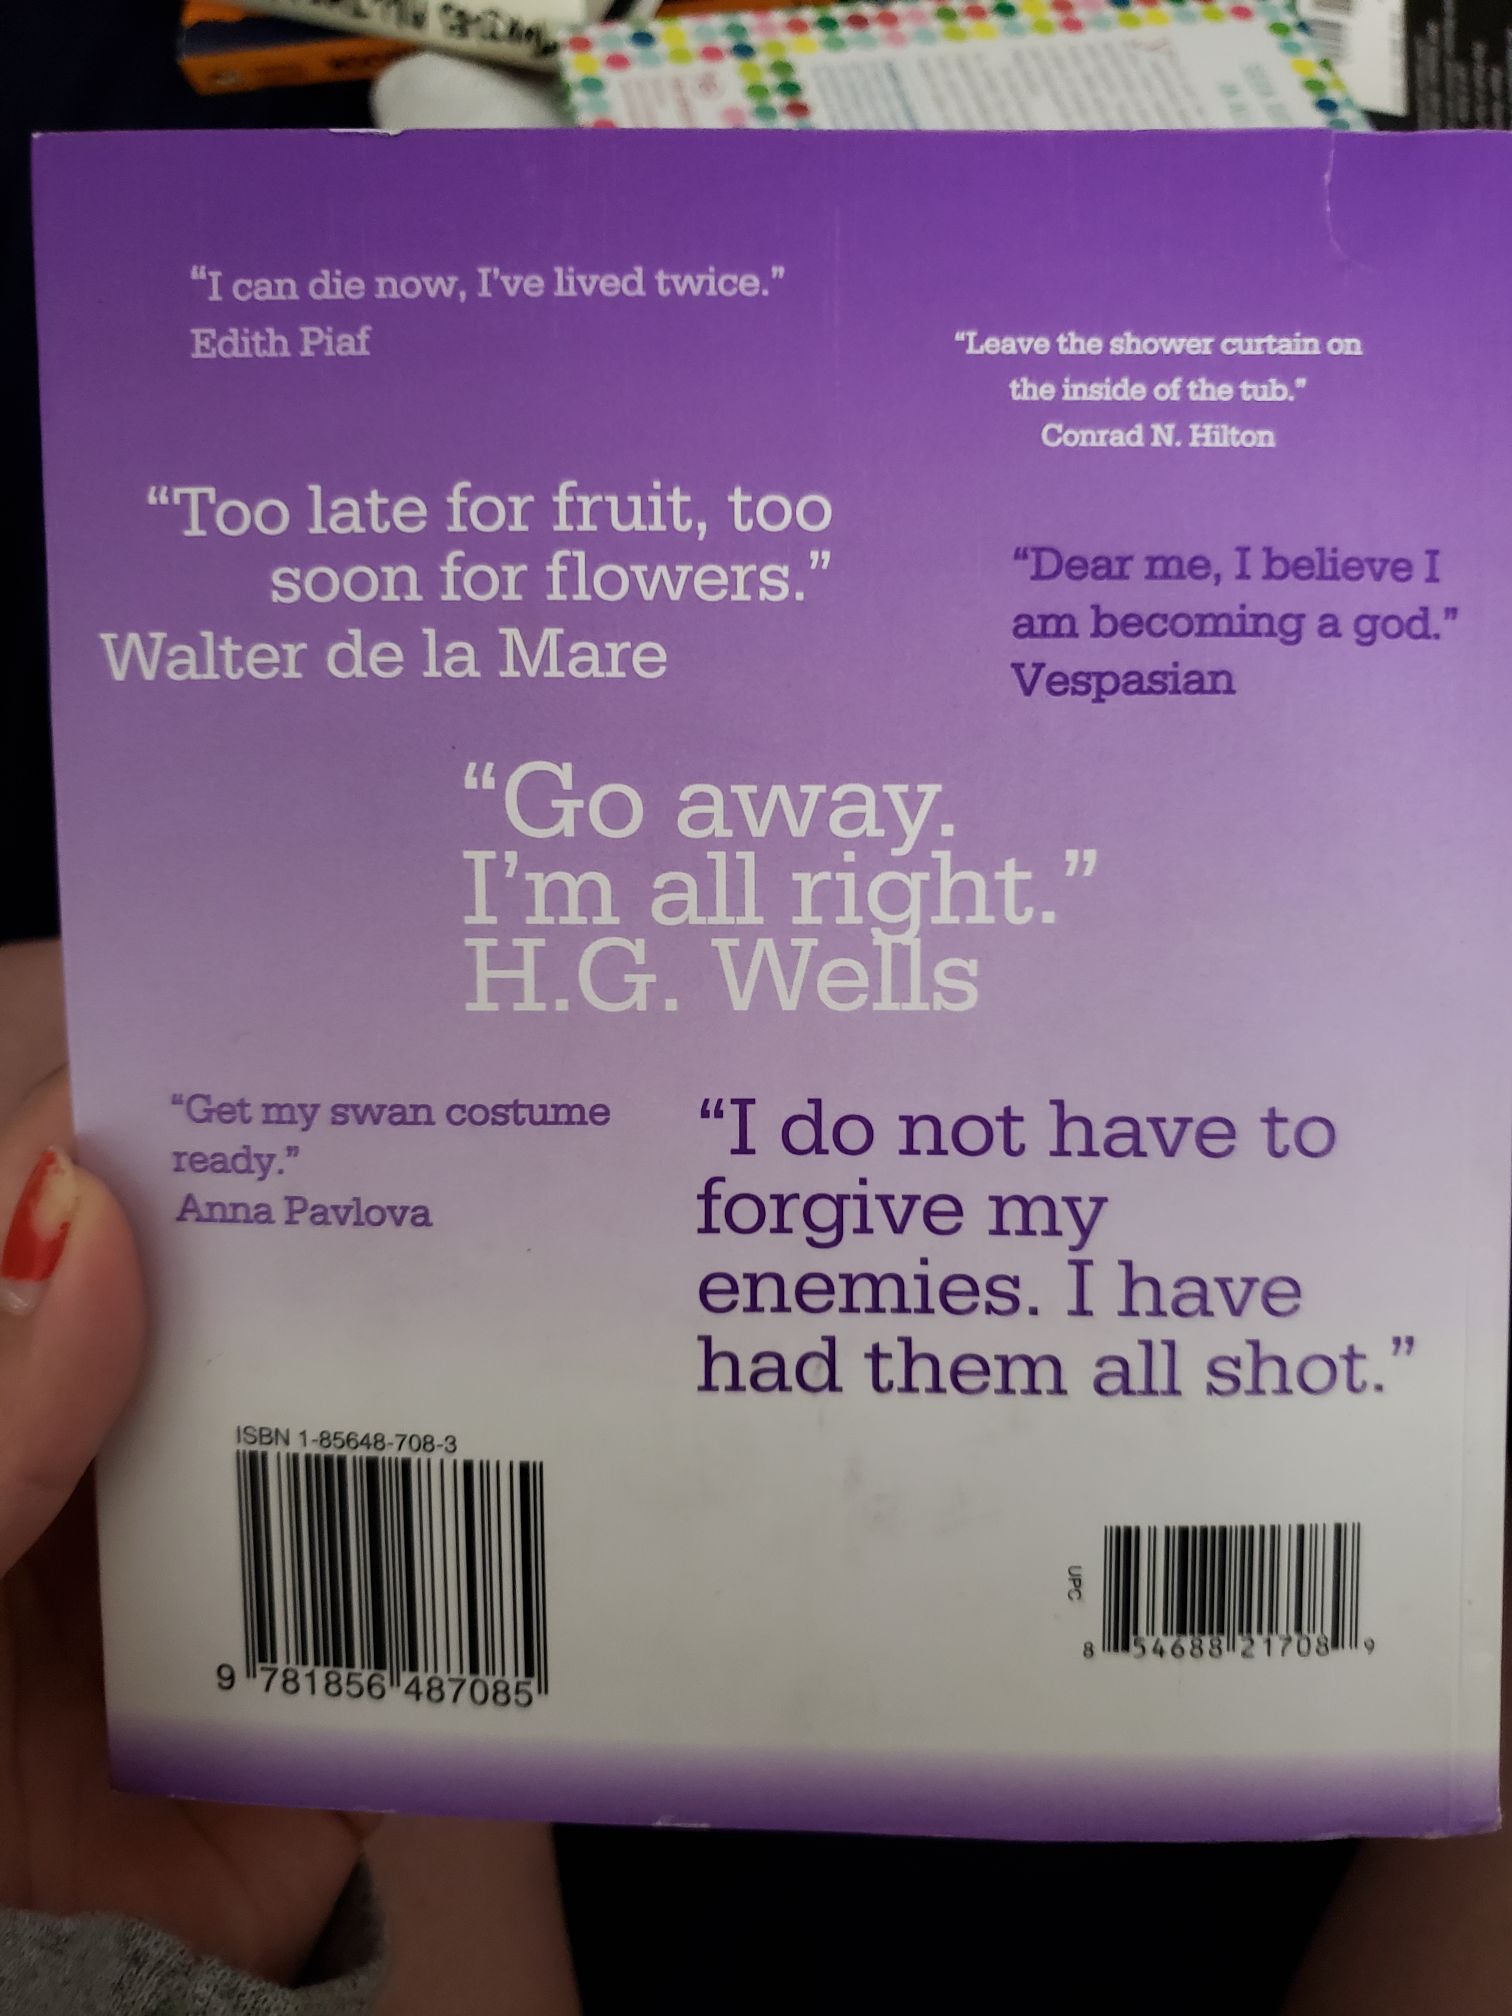 “I can die now, I've lived twice.”
Edith Piaf
“Leave the shower curtain on
the inside of the tub.”
Conrad N. Hilton
“Too late for fruit, too
soon for flowers.”
Walter de la Mare
“Dear me, I believe I
am becoming a god.”
Vespasian
“Go away.
I'm all right.”
H.G. Wells
“Get my swan costume
ready.”
Anna Pavlova
“I do not have to
forgive my
enemies. I have
had them all shot.”
ISBN 1-85648-708-3
9 781856 487085
UPC
8 54688 21708 9